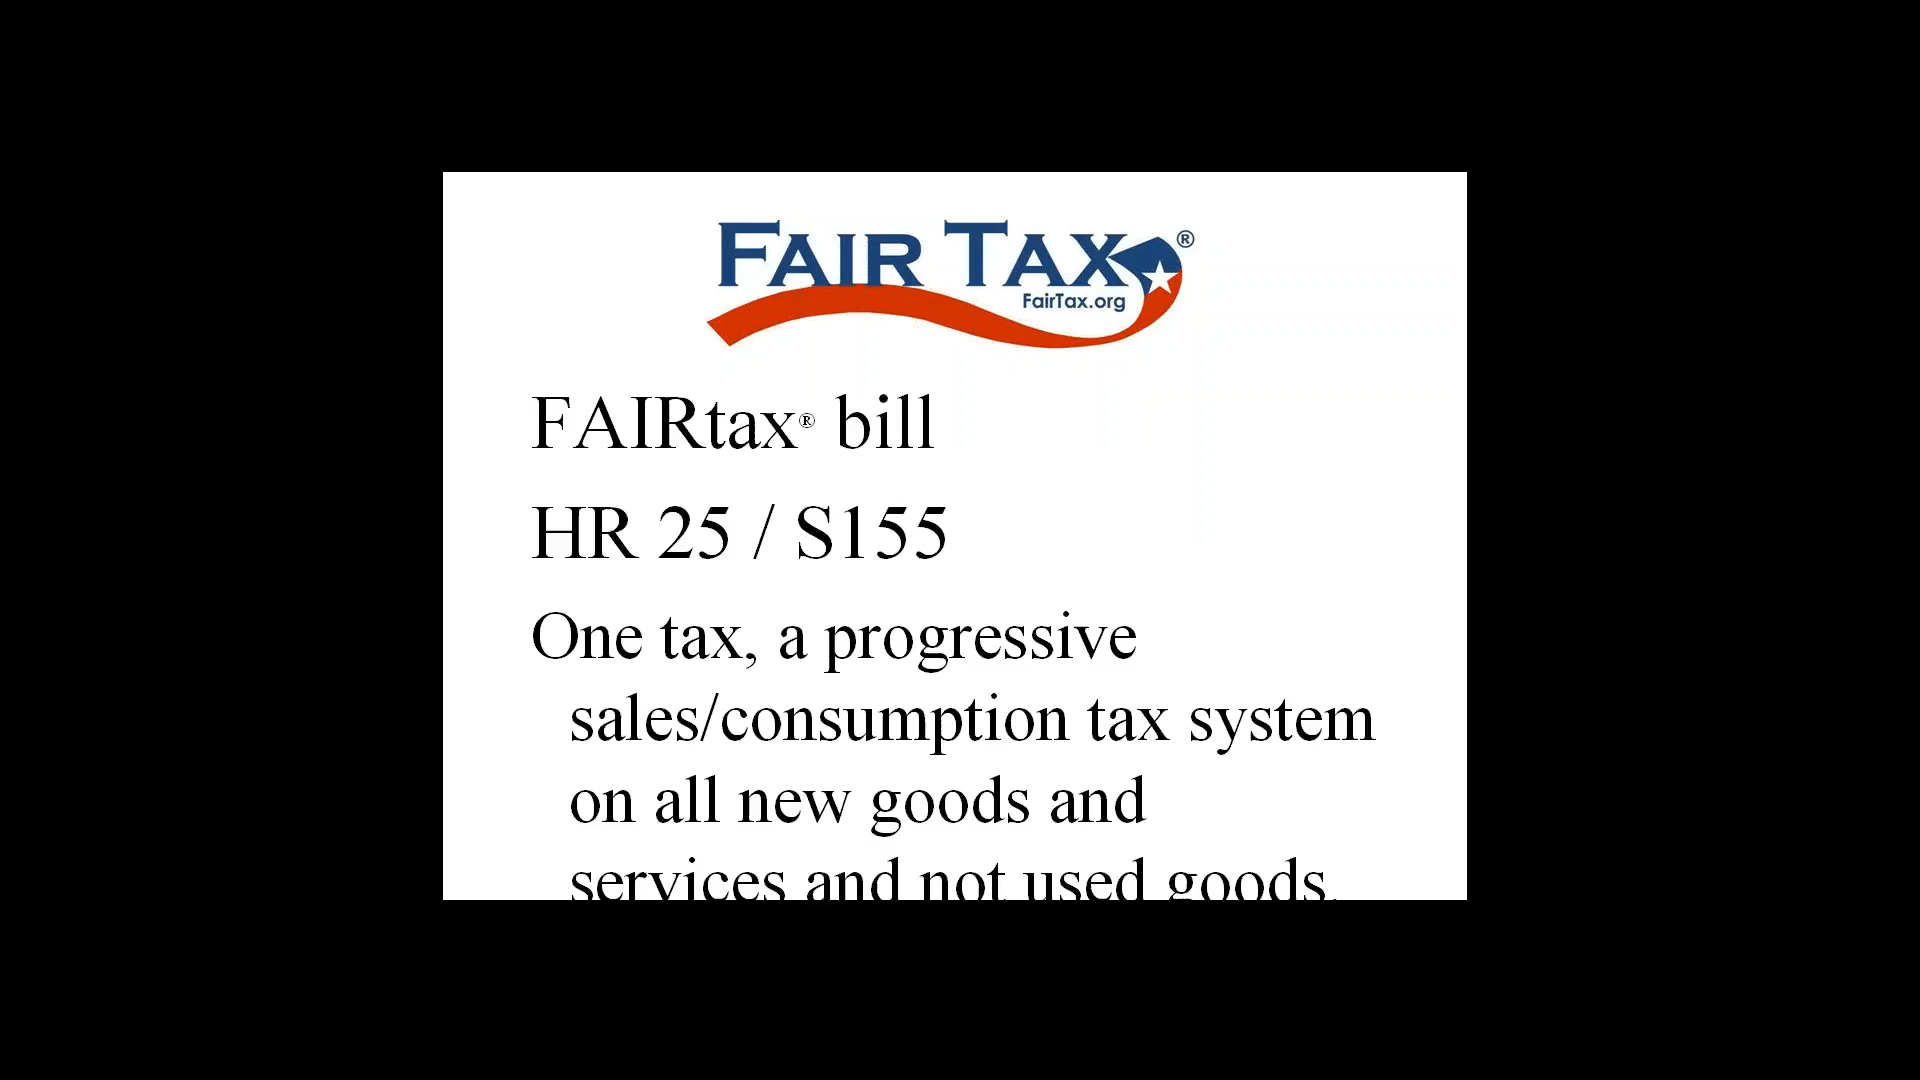 FAIR TAX®
FairTax.org
FAIRtax® bill
HR 25 / S155
One tax, a progressive
sales/consumption tax system
on all new goods and
services and not used goods.